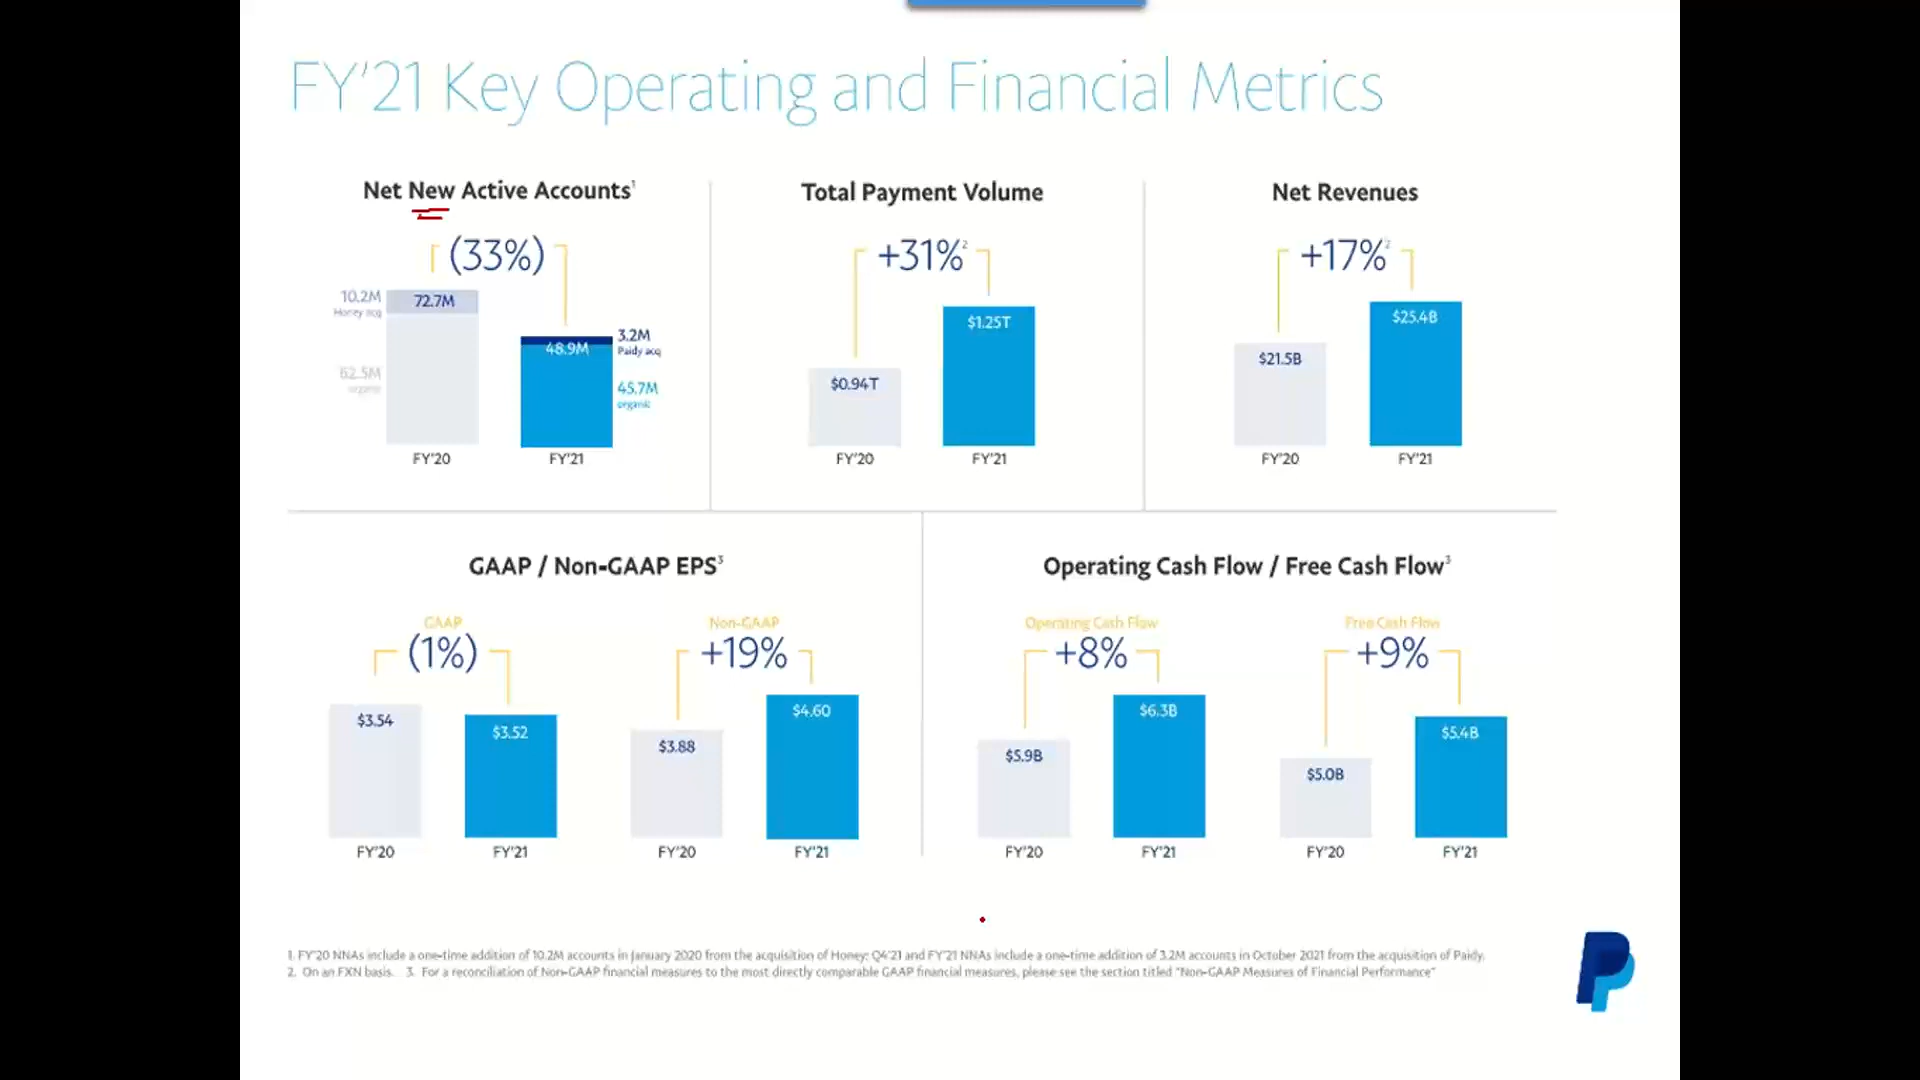 FY'21 Key Operating and Financial Metrics
Net New Active Accounts¹
(33%)
10.2M
Honey acq
72.7M
62.5M
organic
3.2M
Paidy acq
48.9M
45.7M
organic
FY'20 FY'21
Total Payment Volume
+31%²
$0.94T
$1.25T
FY'20 FY'21
Net Revenues
+17%²
$21.5B
$25.4B
FY'20 FY'21
GAAP / Non-GAAP EPS³
GAAP
(1%)
$3.54
$3.52
FY'20 FY'21
Non-GAAP
+19%
$3.88
$4.60
FY'20 FY'21
Operating Cash Flow / Free Cash Flow³
Operating Cash Flow
+8%
$5.9B
$6.3B
FY'20 FY'21
Free Cash Flow
+9%
$5.0B
$5.4B
FY'20 FY'21
1. FY'20 NNAs include a one-time addition of 10.2M accounts in January 2020 from the acquisition of Honey; Q4'21 and FY'21 NNAs include a one-time addition of 3.2M accounts in October 2021 from the acquisition of Paidy.
2. On an FXN basis. 3. For a reconciliation of Non-GAAP financial measures to the most directly comparable GAAP financial measures, please see the section titled "Non-GAAP Measures of Financial Performance"